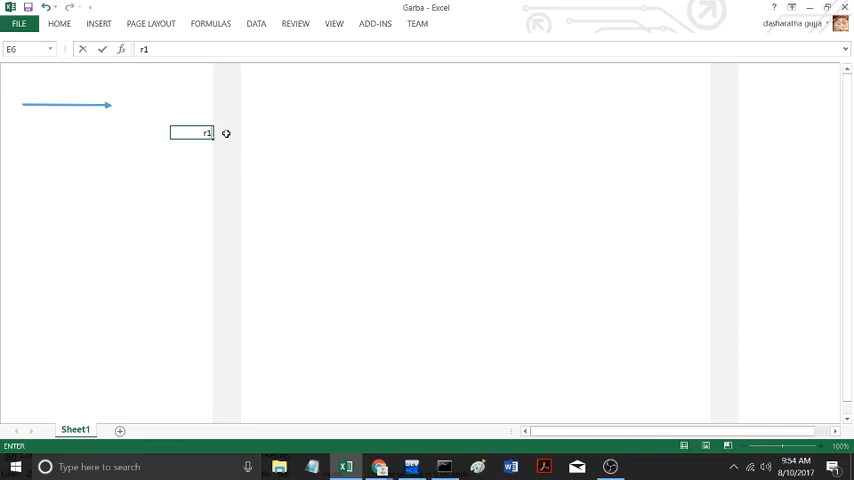 Garba - Excel
?
FILE HOME INSERT PAGE LAYOUT FORMULAS DATA REVIEW VIEW ADD-INS TEAM
dasharatha gujja
E6 fx r1
r1
Sheet1
ENTER
100%
Type here to search
DEV
9:54 AM
8/10/2017